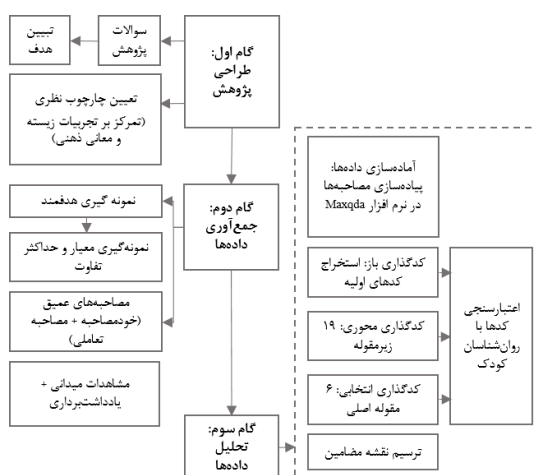 گام اول:
طراحی
پژوهش
سوالات
پژوهش
تبیین
هدف
تعیین چارچوب نظری
(تمرکز بر تجربیات زیسته
و معانی ذهنی)
گام دوم:
جمع‌آوری
داده‌ها
نمونه گیری هدفمند
نمونه‌گیری معیار و حداکثر
تفاوت
مصاحبه‌های عمیق
(خودمصاحبه + مصاحبه
تعاملی)
مشاهدات میدانی +
یادداشت‌برداری
گام سوم:
تحلیل
داده‌ها
آماده‌سازی داده‌ها:
پیاده‌سازی مصاحبه‌ها
در نرم افزار Maxqda
کدگذاری باز: استخراج
کدهای اولیه
کدگذاری محوری: ۱۹
زیرمقوله
کدگذاری انتخابی: ۶
مقوله اصلی
ترسیم نقشه مضامین
اعتبارسنجی
کدها با
روان‌شناسان
کودک